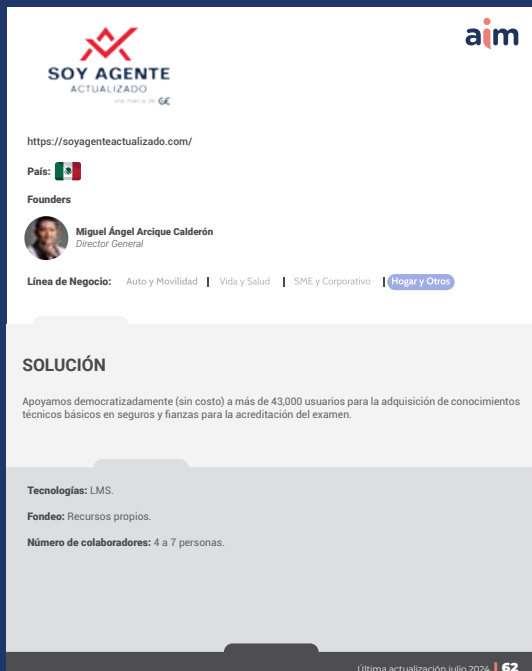 aim
SOY AGENTE
ACTUALIZADO
una marca de GE
https://soyagenteactualizado.com/
País:
Founders
Miguel Ángel Arcique Calderón
Director General
Línea de Negocio: Auto y Movilidad | Vida y Salud | SME y Corporativo | Hogar y Otros
SOLUCIÓN
Apoyamos democratizadamente (sin costo) a más de 43,000 usuarios para la adquisición de conocimientos
técnicos básicos en seguros y fianzas para la acreditación del examen.
Tecnologías: LMS.
Fondeo: Recursos propios.
Número de colaboradores: 4 a 7 personas.
Última actualización julio 2024 | 62